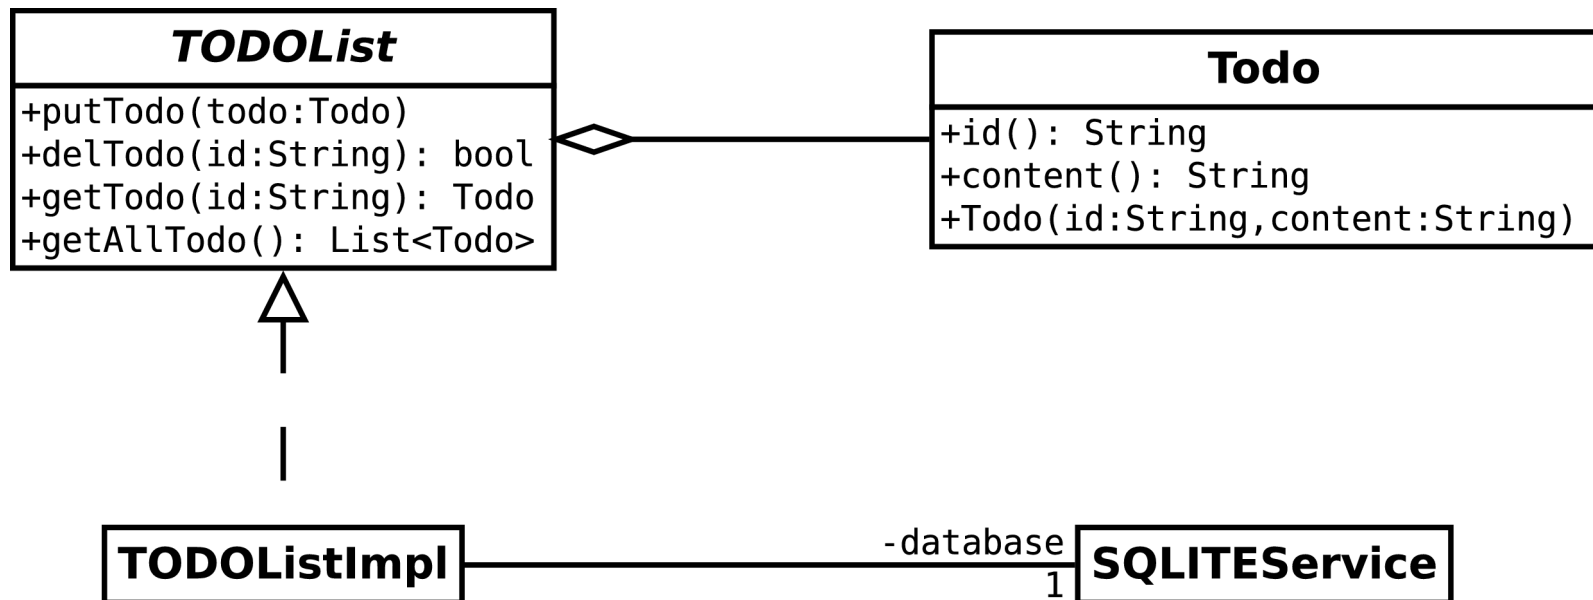 TODOList
+putTodo(todo:Todo)
+delTodo(id:String): bool
+getTodo(id:String): Todo
+getAllTodo(): List<Todo>
Todo
+id(): String
+content(): String
+Todo(id:String,content:String)
TODOListImpl
-database
1
SQLITEService